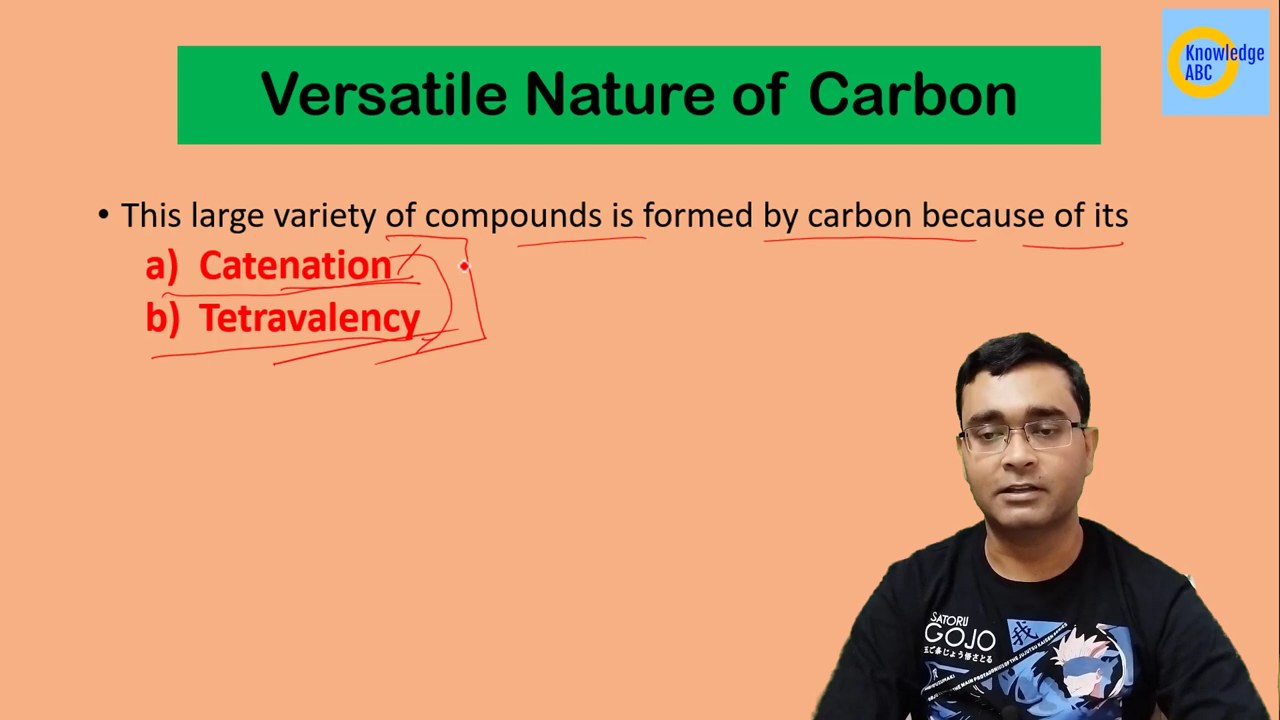 Versatile Nature of Carbon
Knowledge
ABC
• This large variety of compounds is formed by carbon because of its
a) Catenation
b) Tetravalency
SATORU
GOJO
我